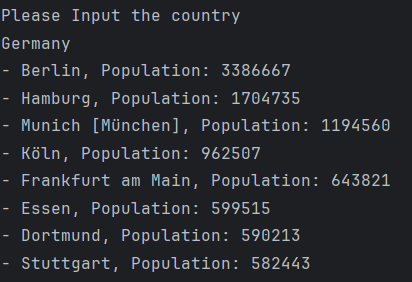 Please Input the country
Germany
- Berlin, Population: 3386667
- Hamburg, Population: 1704735
- Munich [München], Population: 1194560
- Köln, Population: 962507
- Frankfurt am Main, Population: 643821
- Essen, Population: 599515
- Dortmund, Population: 590213
- Stuttgart, Population: 582443